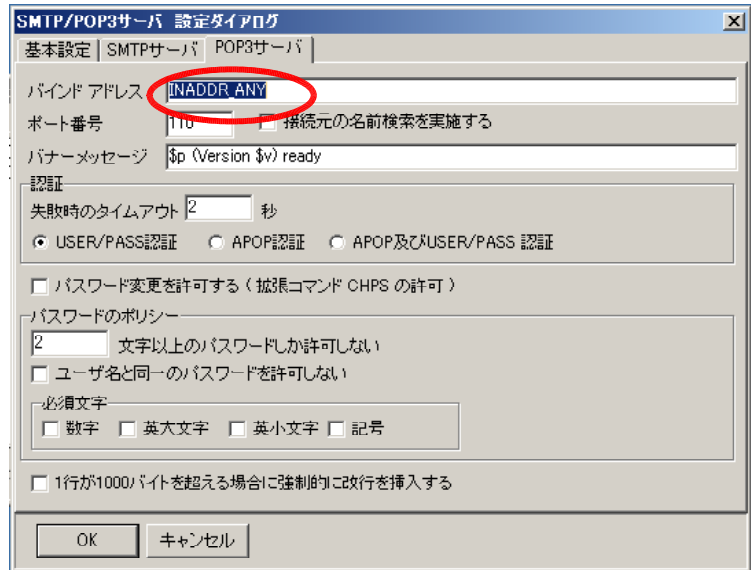 SMTP/POP3サーバ 設定ダイアログ
基本設定 SMTPサーバ POP3サーバ
バインド アドレス INADDR_ANY
ポート番号 110 接続元の名前検索を実施する
バナーメッセージ $p (Version $v) ready
認証
失敗時のタイムアウト 2 秒
USER/PASS認証 APOP認証 APOP及びUSER/PASS 認証
パスワード変更を許可する ( 拡張コマンド CHPS の許可 )
パスワードのポリシー
2 文字以上のパスワードしか許可しない
ユーザ名と同一のパスワードを許可しない
必須文字
数字 英大文字 英小文字 記号
1行が1000バイトを超える場合に強制的に改行を挿入する
OK キャンセル